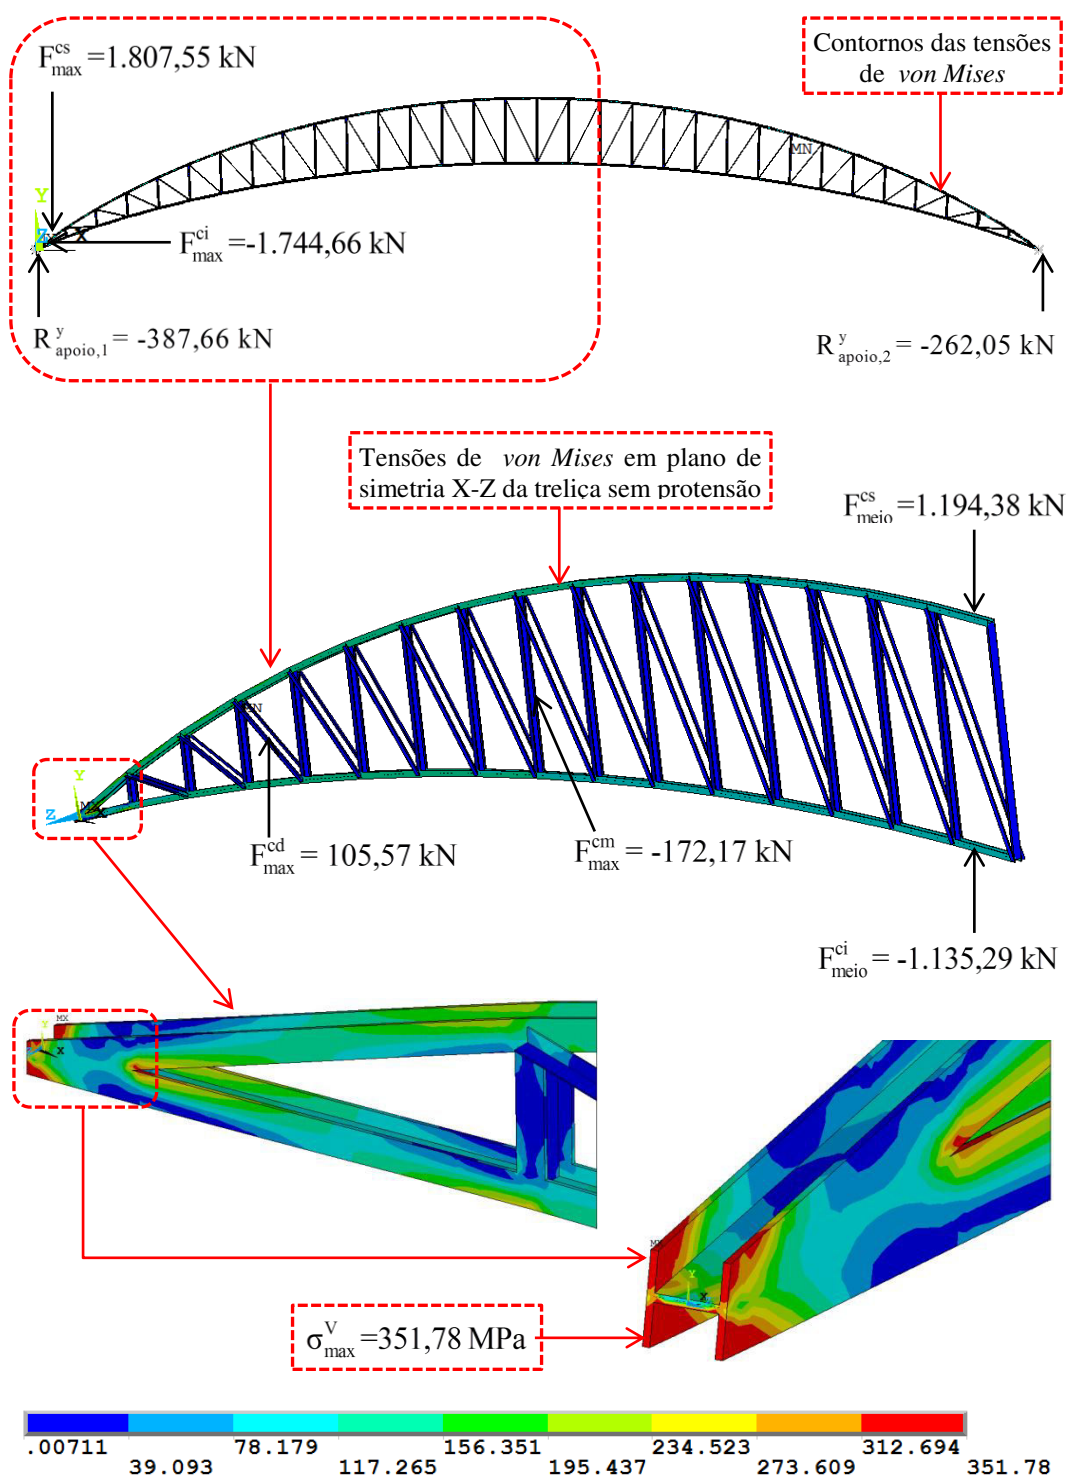 F^cs_max =1.807,55 kN
Contornos das tensões
de von Mises
MN
Y
Z
X
F^ci_max =-1.744,66 kN
R^y_apoio,1 = -387,66 kN
R^y_apoio,2 = -262,05 kN
Tensões de von Mises em plano de
simetria X-Z da treliça sem protensão
F^cs_meio =1.194,38 kN
MN
Y
Z
X
F^cd_max = 105,57 kN
F^cm_max = -172,17 kN
F^ci_meio = -1.135,29 kN
MX
Y
X
Y
X
σ^V_max =351,78 MPa
.00711 78.179 156.351 234.523 312.694
39.093 117.265 195.437 273.609 351.78